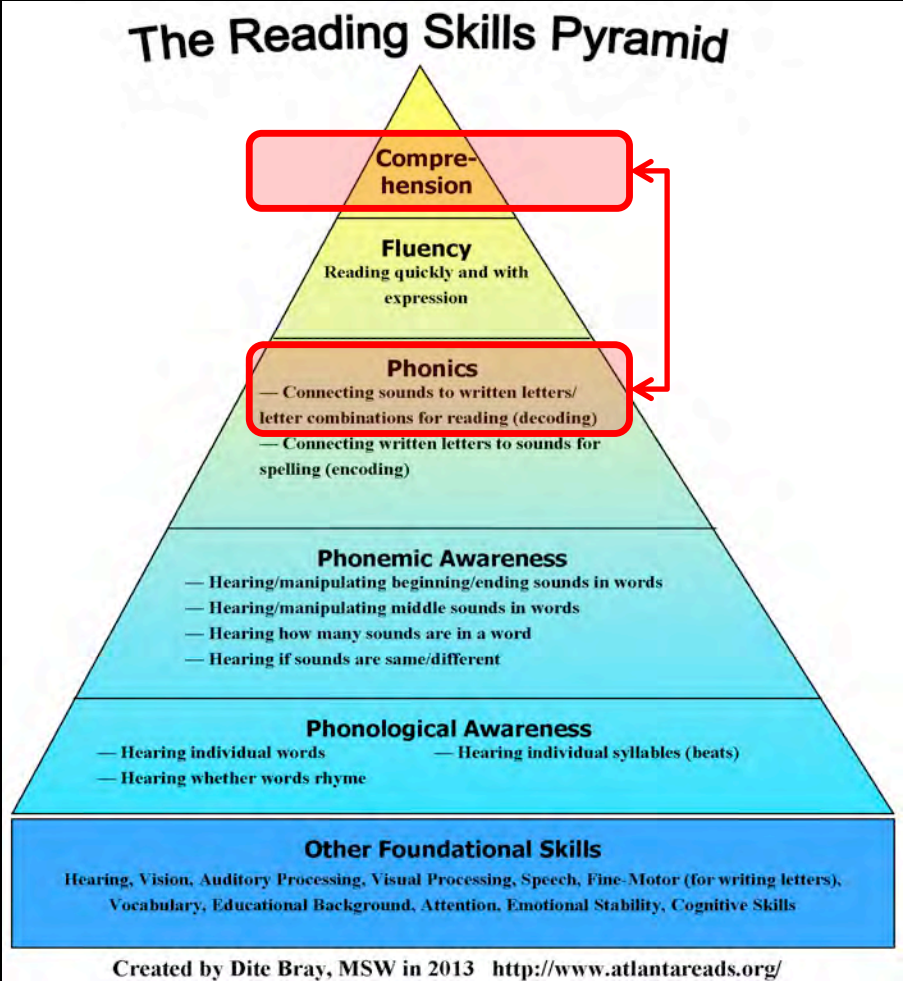 The Reading Skills Pyramid
Compre-
hension
Fluency
Reading quickly and with
expression
Phonics
— Connecting sounds to written letters/
letter combinations for reading (decoding)
— Connecting written letters to sounds for
spelling (encoding)
Phonemic Awareness
— Hearing/manipulating beginning/ending sounds in words
— Hearing/manipulating middle sounds in words
— Hearing how many sounds are in a word
— Hearing if sounds are same/different
Phonological Awareness
— Hearing individual words — Hearing individual syllables (beats)
— Hearing whether words rhyme
Other Foundational Skills
Hearing, Vision, Auditory Processing, Visual Processing, Speech, Fine-Motor (for writing letters),
Vocabulary, Educational Background, Attention, Emotional Stability, Cognitive Skills
Created by Dite Bray, MSW in 2013 http://www.atlantareads.org/